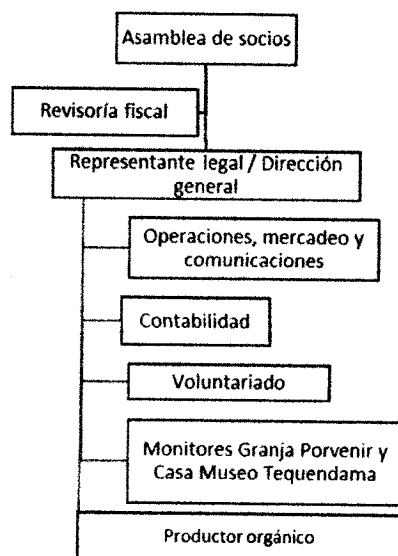 Asamblea de socios
Revisoría fiscal
Representante legal / Dirección
general
Operaciones, mercadeo y
comunicaciones
Contabilidad
Voluntariado
Monitores Granja Porvenir y
Casa Museo Tequendama
Productor orgánico